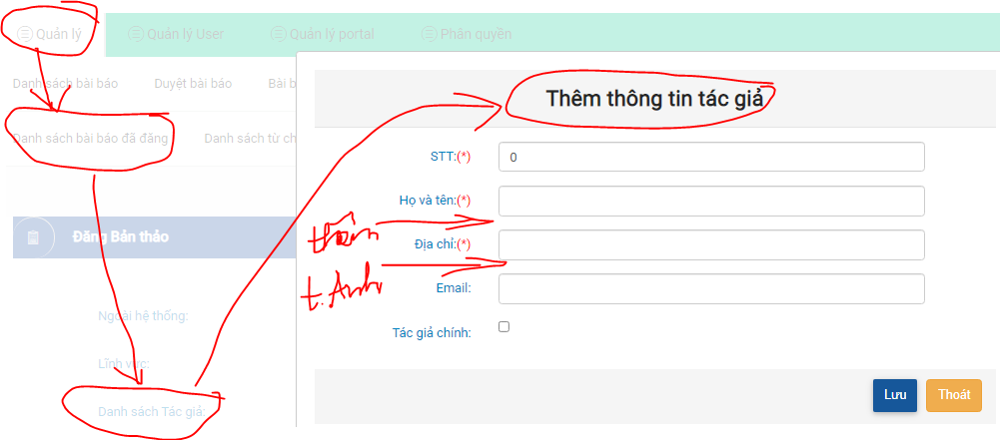 Quản lý Quản lý User Quản lý portal Phân quyền
Danh sách bài báo Duyệt bài báo Bài b
Danh sách bài báo đã đăng Danh sách từ ch
Đăng Bản thảo
Ngoài hệ thống:
Lĩnh vực:
Danh sách Tác giả:
Thêm thông tin tác giả
STT:(*) 0
Họ và tên:(*)
Địa chỉ:(*)
Email:
Tác giả chính:
Lưu Thoát
t.Anh